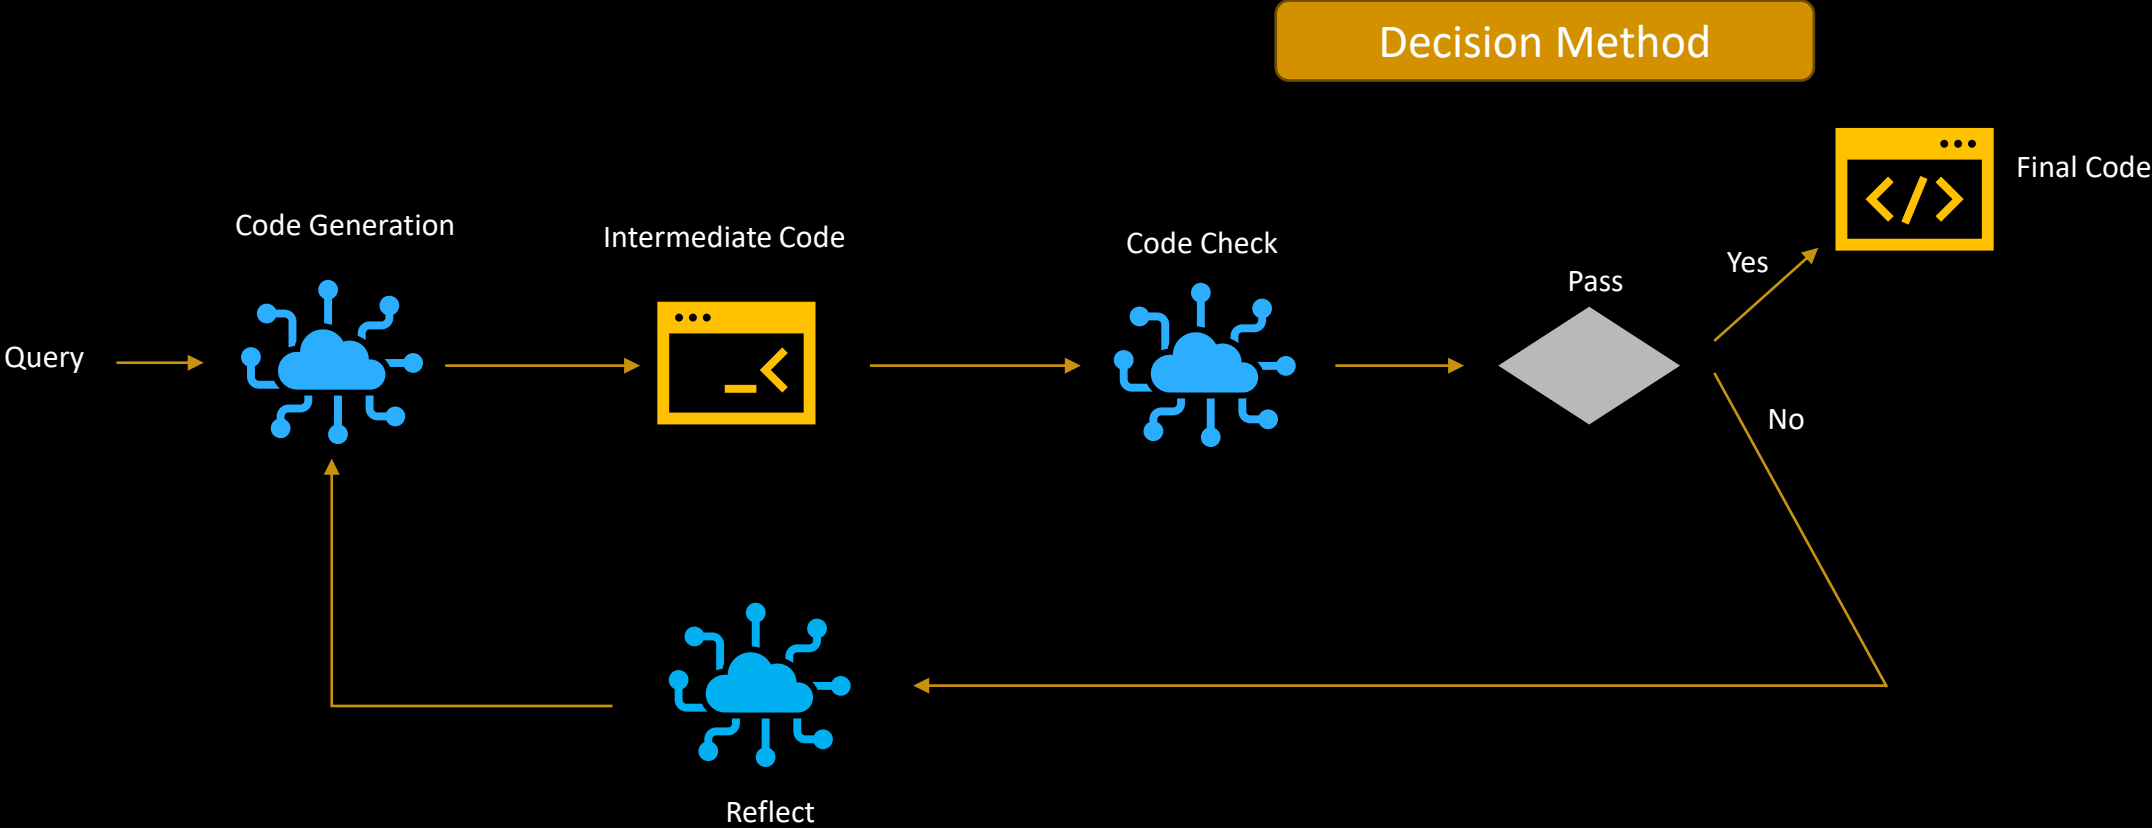 Decision Method
Final Code
Code Generation
Intermediate Code
Code Check
Yes
Pass
Query
No
Reflect